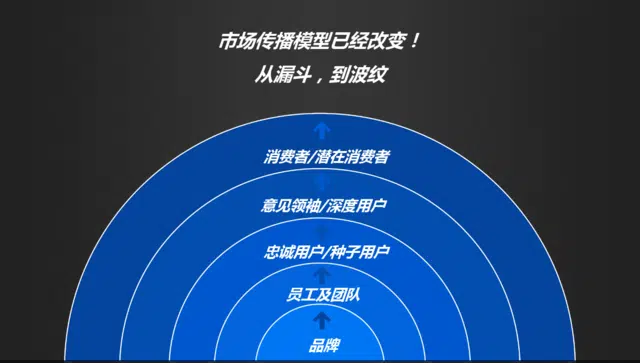 市场传播模型已经改变！
从漏斗，到波纹
消费者/潜在消费者
意见领袖/深度用户
忠诚用户/种子用户
员工及团队
品牌